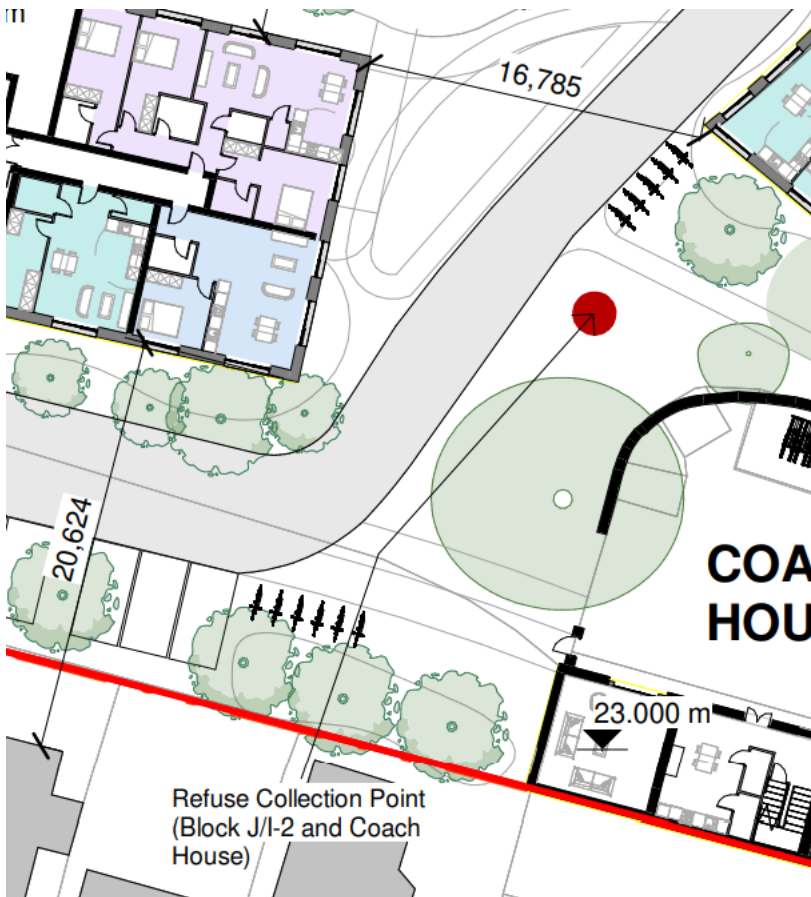 m
16,785
20,624
COA
HOU
23.000 m
Refuse Collection Point
(Block J/I-2 and Coach
House)